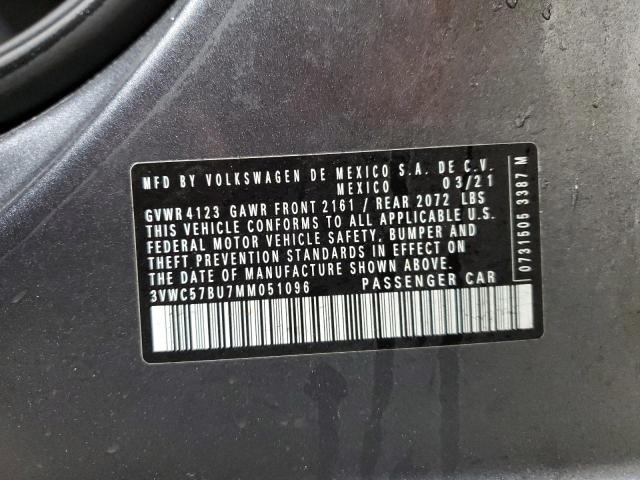 MFD BY VOLKSWAGEN DE MEXICO S.A. DE C.V.
MEXICO 03/21
GVWR 4123 GAWR FRONT 2161 / REAR 2072 LBS
THIS VEHICLE CONFORMS TO ALL APPLICABLE U.S.
FEDERAL MOTOR VEHICLE SAFETY, BUMPER AND
THEFT PREVENTION STANDARDS IN EFFECT ON
THE DATE OF MANUFACTURE SHOWN ABOVE.
3VWC57BU7MM051096 PASSENGER CAR
0731505 3387 M